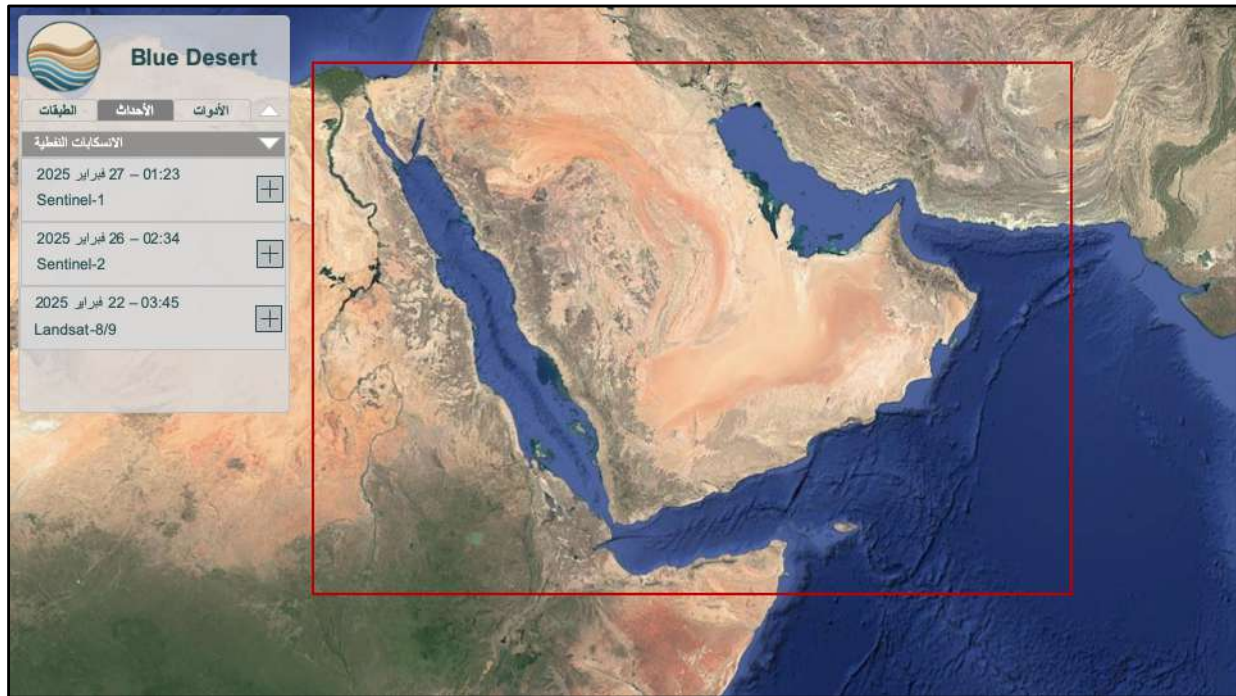 Blue Desert
الأدوات
الأحداث
الطبقات
الانسكابات النفطية
27 فبراير 2025 – 01:23
Sentinel-1
26 فبراير 2025 – 02:34
Sentinel-2
22 فبراير 2025 – 03:45
Landsat-8/9